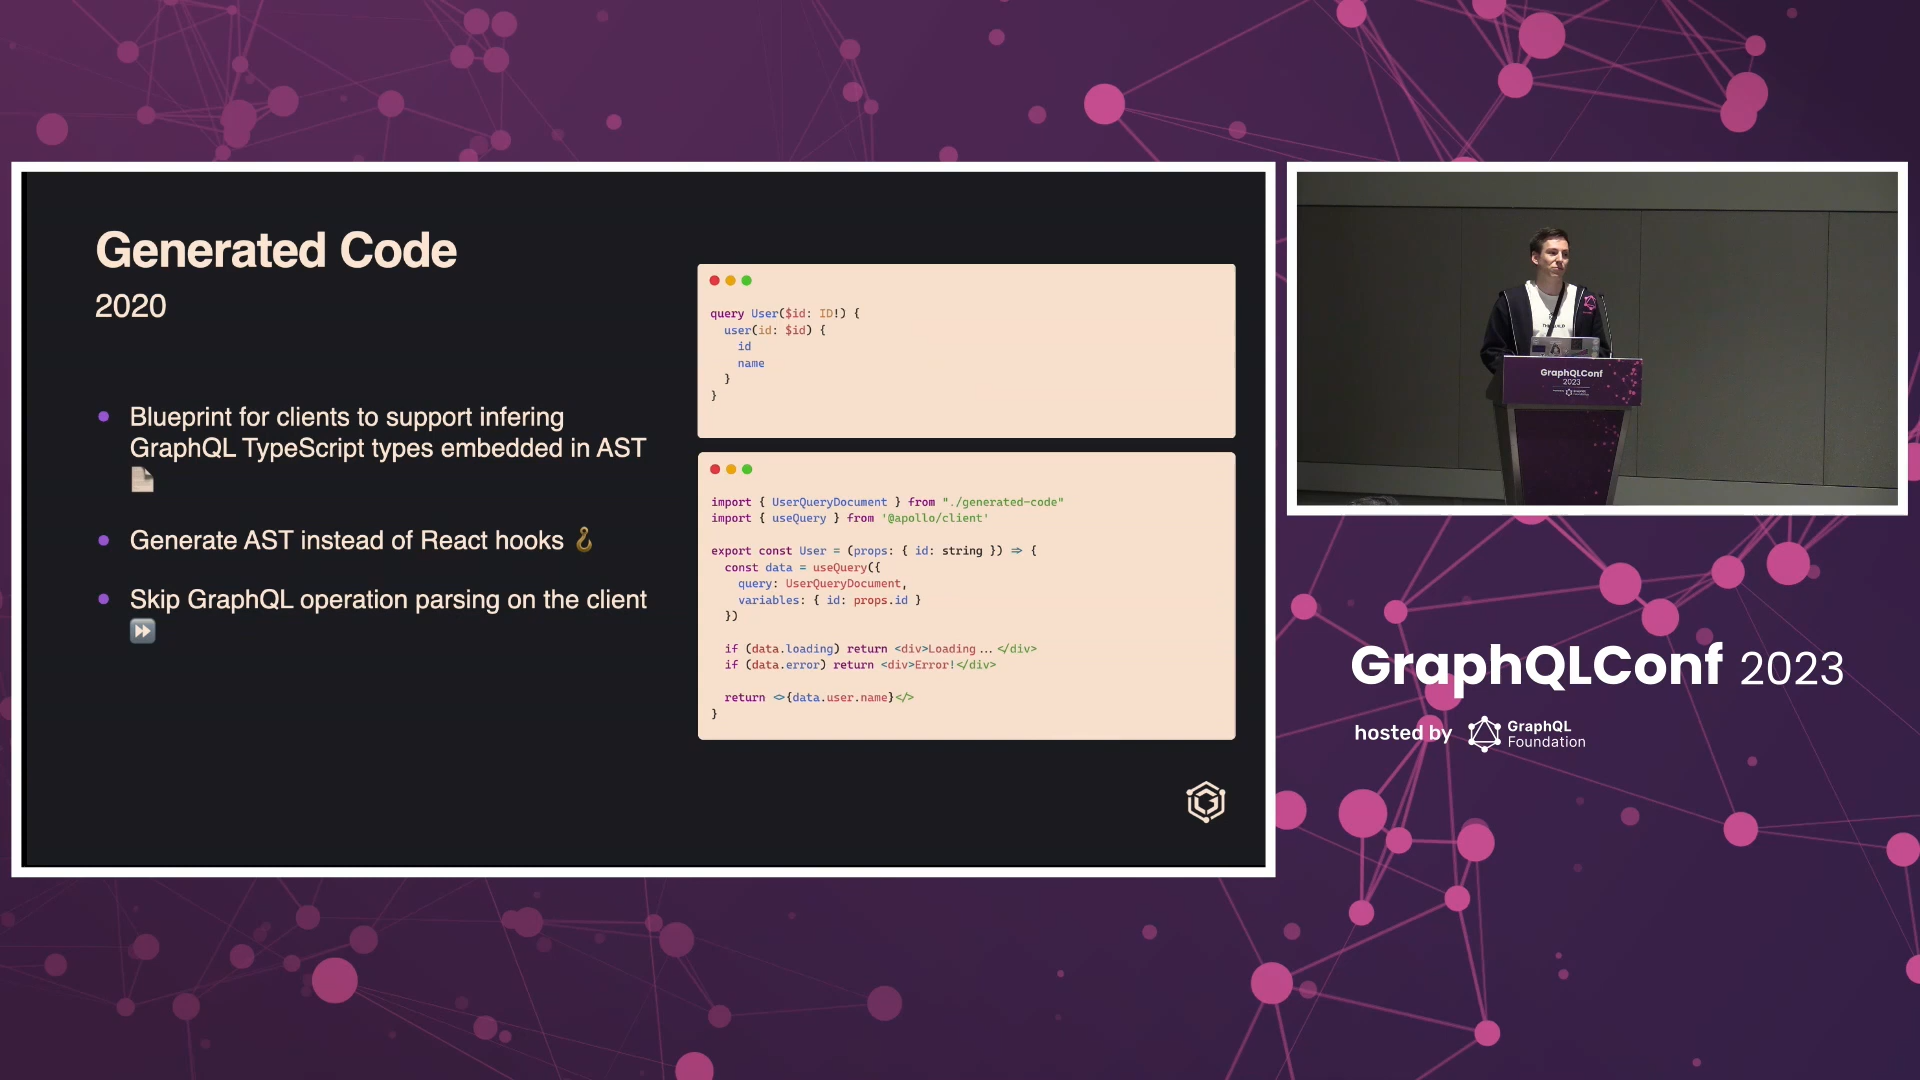 Generated Code
2020
Blueprint for clients to support infering
GraphQL TypeScript types embedded in AST
Generate AST instead of React hooks
Skip GraphQL operation parsing on the client
query User($id: ID!) {
user(id: $id) {
id
name
}
}
import { UserQueryDocument } from "./generated-code"
import { useQuery } from '@apollo/client'
export const User = (props: { id: string }) => {
const data = useQuery({
query: UserQueryDocument,
variables: { id: props.id }
})
if (data.loading) return <div>Loading...</div>
if (data.error) return <div>Error!</div>
return <>{data.user.name}</>
}
GraphQLConf
2023
GraphQLConf 2023
hosted by
GraphQL
Foundation